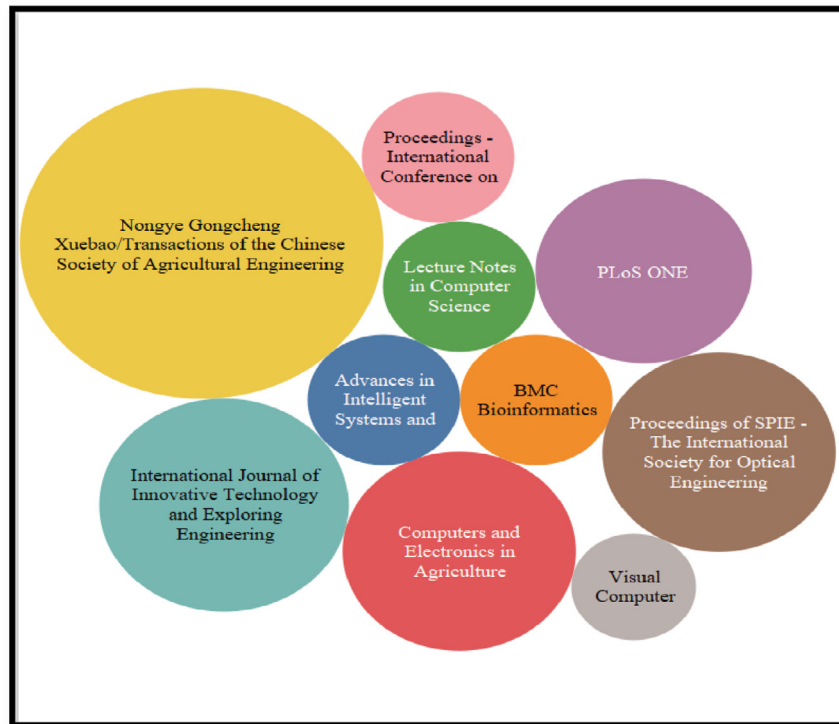 Proceedings -
International
Conference on
Nongye Gongcheng
Xuebao/Transactions of the Chinese
Society of Agricultural Engineering
Lecture Notes
in Computer
Science
PLoS ONE
Advances in
Intelligent
Systems and
BMC
Bioinformatics
Proceedings of SPIE -
The International
Society for Optical
Engineering
International Journal of
Innovative Technology
and Exploring
Engineering
Computers and
Electronics in
Agriculture
Visual
Computer